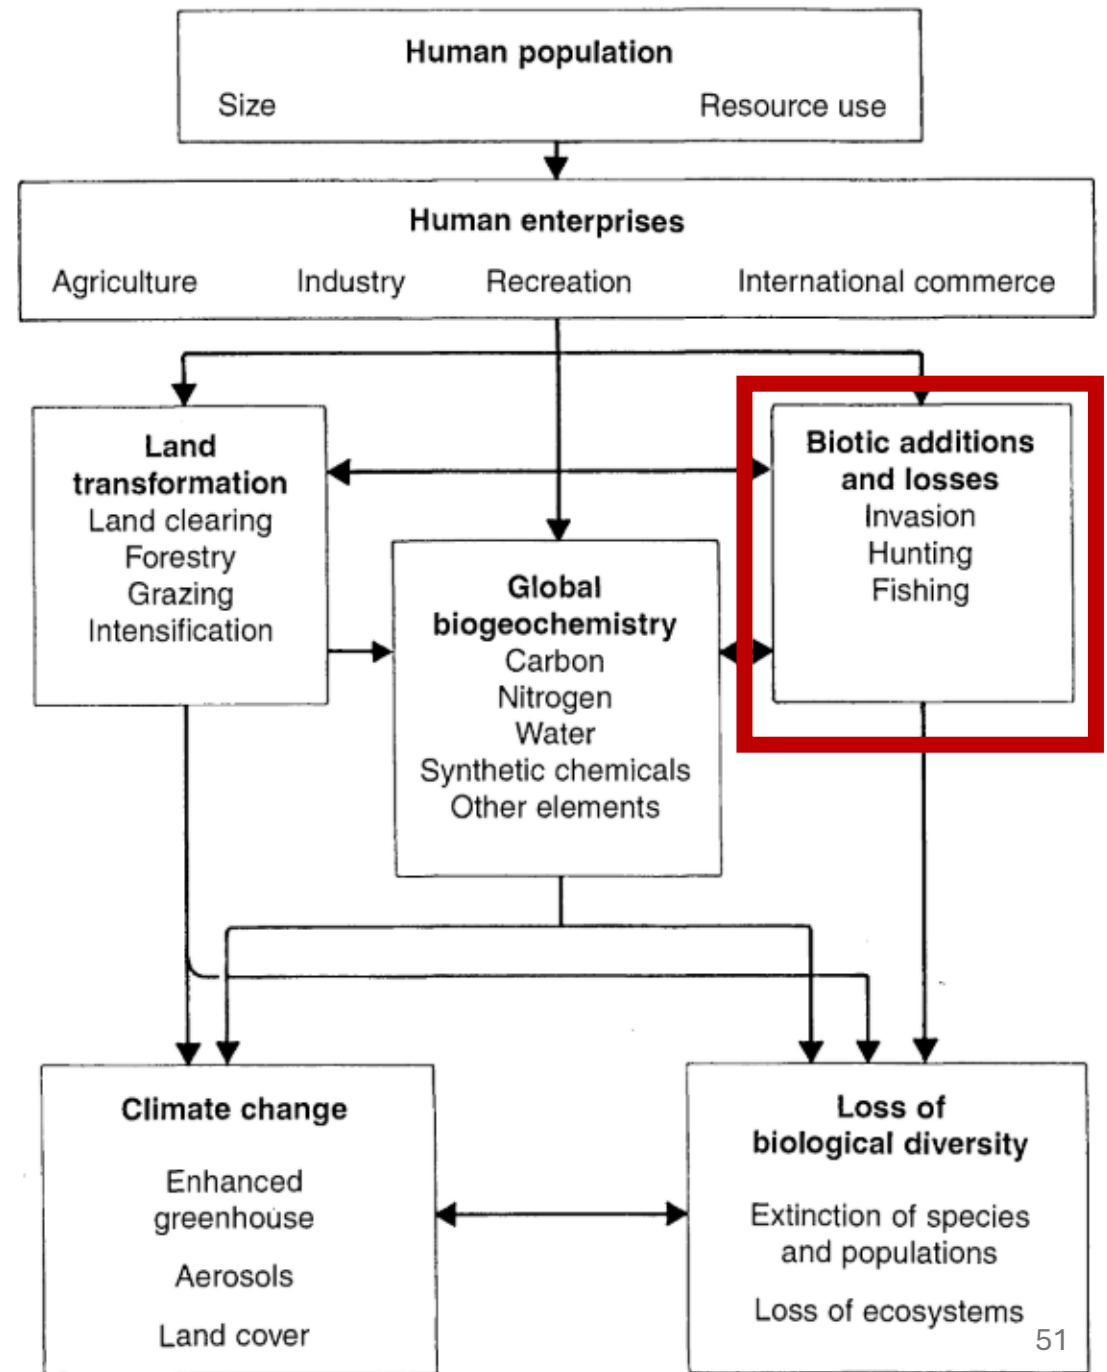 Human population
Size Resource use
Human enterprises
Agriculture Industry Recreation International commerce
Land
transformation
Land clearing
Forestry
Grazing
Intensification
Biotic additions
and losses
Invasion
Hunting
Fishing
Global
biogeochemistry
Carbon
Nitrogen
Water
Synthetic chemicals
Other elements
Climate change
Enhanced
greenhouse
Aerosols
Land cover
Loss of
biological diversity
Extinction of species
and populations
Loss of ecosystems
51